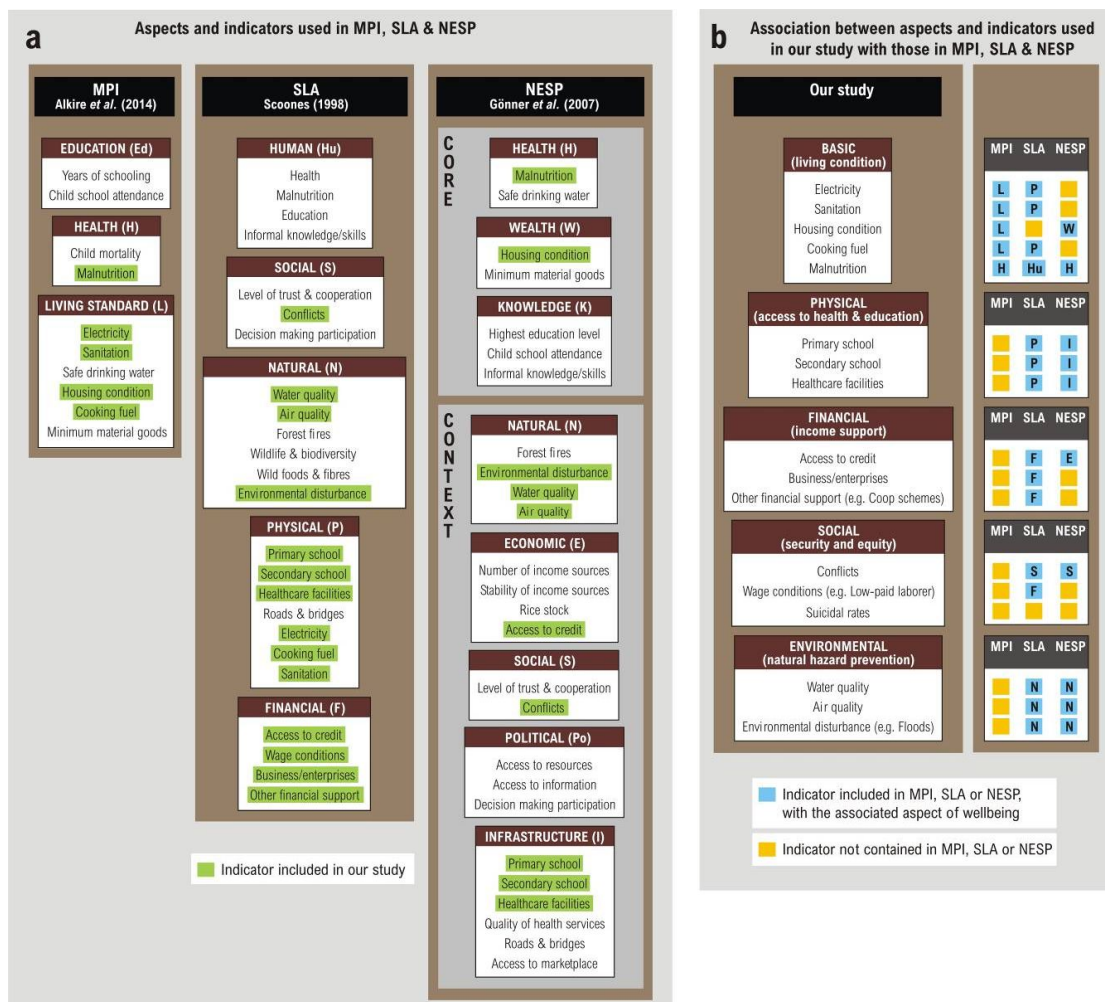 a
Aspects and indicators used in MPI, SLA & NESP
MPI
Alkire et al. (2014)
EDUCATION (Ed)
Years of schooling
Child school attendance
HEALTH (H)
Child mortality
Malnutrition
LIVING STANDARD (L)
Electricity
Sanitation
Safe drinking water
Housing condition
Cooking fuel
Minimum material goods
SLA
Scoones (1998)
HUMAN (Hu)
Health
Malnutrition
Education
Informal knowledge/skills
SOCIAL (S)
Level of trust & cooperation
Conflicts
Decision making participation
NATURAL (N)
Water quality
Air quality
Forest fires
Wildlife & biodiversity
Wild foods & fibres
Environmental disturbance
PHYSICAL (P)
Primary school
Secondary school
Healthcare facilities
Roads & bridges
Electricity
Cooking fuel
Sanitation
FINANCIAL (F)
Access to credit
Wage conditions
Business/enterprises
Other financial support
Indicator included in our study
NESP
Gönner et al. (2007)
CORE
HEALTH (H)
Malnutrition
Safe drinking water
WEALTH (W)
Housing condition
Minimum material goods
KNOWLEDGE (K)
Highest education level
Child school attendance
Informal knowledge/skills
CONTEXT
NATURAL (N)
Forest fires
Environmental disturbance
Water quality
Air quality
ECONOMIC (E)
Number of income sources
Stability of income sources
Rice stock
Access to credit
SOCIAL (S)
Level of trust & cooperation
Conflicts
POLITICAL (Po)
Access to resources
Access to information
Decision making participation
INFRASTRUCTURE (I)
Primary school
Secondary school
Healthcare facilities
Quality of health services
Roads & bridges
Access to marketplace
b
Association between aspects and indicators used
in our study with those in MPI, SLA & NESP
Our study
BASIC
(living condition)
MPI SLA NESP
Electricity L P
Sanitation L P
Housing condition L W
Cooking fuel L P
Malnutrition H Hu H
PHYSICAL
(access to health & education)
MPI SLA NESP
Primary school P I
Secondary school P I
Healthcare facilities P I
FINANCIAL
(income support)
MPI SLA NESP
Access to credit F E
Business/enterprises F
Other financial support (e.g. Coop schemes) F
SOCIAL
(security and equity)
MPI SLA NESP
Conflicts S S
Wage conditions (e.g. Low-paid laborer) F
Suicidal rates
ENVIRONMENTAL
(natural hazard prevention)
MPI SLA NESP
Water quality N N
Air quality N N
Environmental disturbance (e.g. Floods) N N
Indicator included in MPI, SLA or NESP,
with the associated aspect of wellbeing
Indicator not contained in MPI, SLA or NESP